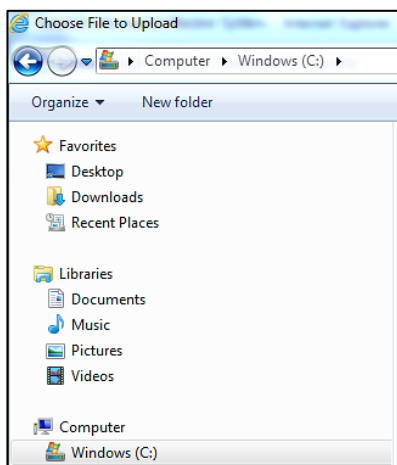 Choose File to Upload
Computer Windows (C:)
Organize New folder
Favorites
Desktop
Downloads
Recent Places
Libraries
Documents
Music
Pictures
Videos
Computer
Windows (C:)